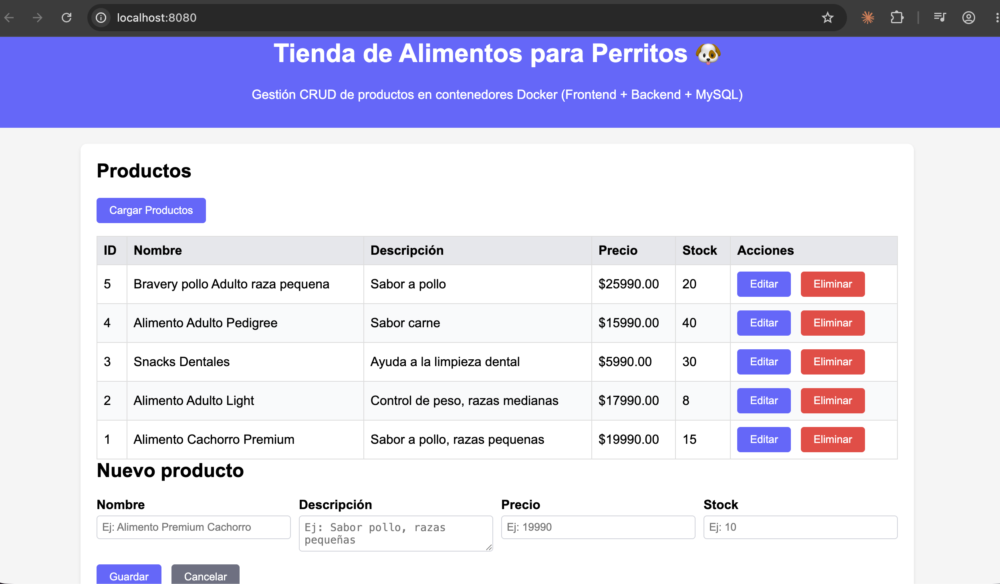 localhost:8080
Tienda de Alimentos para Perritos 🐶
Gestión CRUD de productos en contenedores Docker (Frontend + Backend + MySQL)
Productos
Cargar Productos
ID Nombre Descripción Precio Stock Acciones
5 Bravery pollo Adulto raza pequena Sabor a pollo $25990.00 20 Editar Eliminar
4 Alimento Adulto Pedigree Sabor carne $15990.00 40 Editar Eliminar
3 Snacks Dentales Ayuda a la limpieza dental $5990.00 30 Editar Eliminar
2 Alimento Adulto Light Control de peso, razas medianas $17990.00 8 Editar Eliminar
1 Alimento Cachorro Premium Sabor a pollo, razas pequenas $19990.00 15 Editar Eliminar
Nuevo producto
Nombre Descripción Precio Stock
Ej: Alimento Premium Cachorro Ej: Sabor pollo, razas Ej: 19990 Ej: 10
pequeñas
Guardar Cancelar